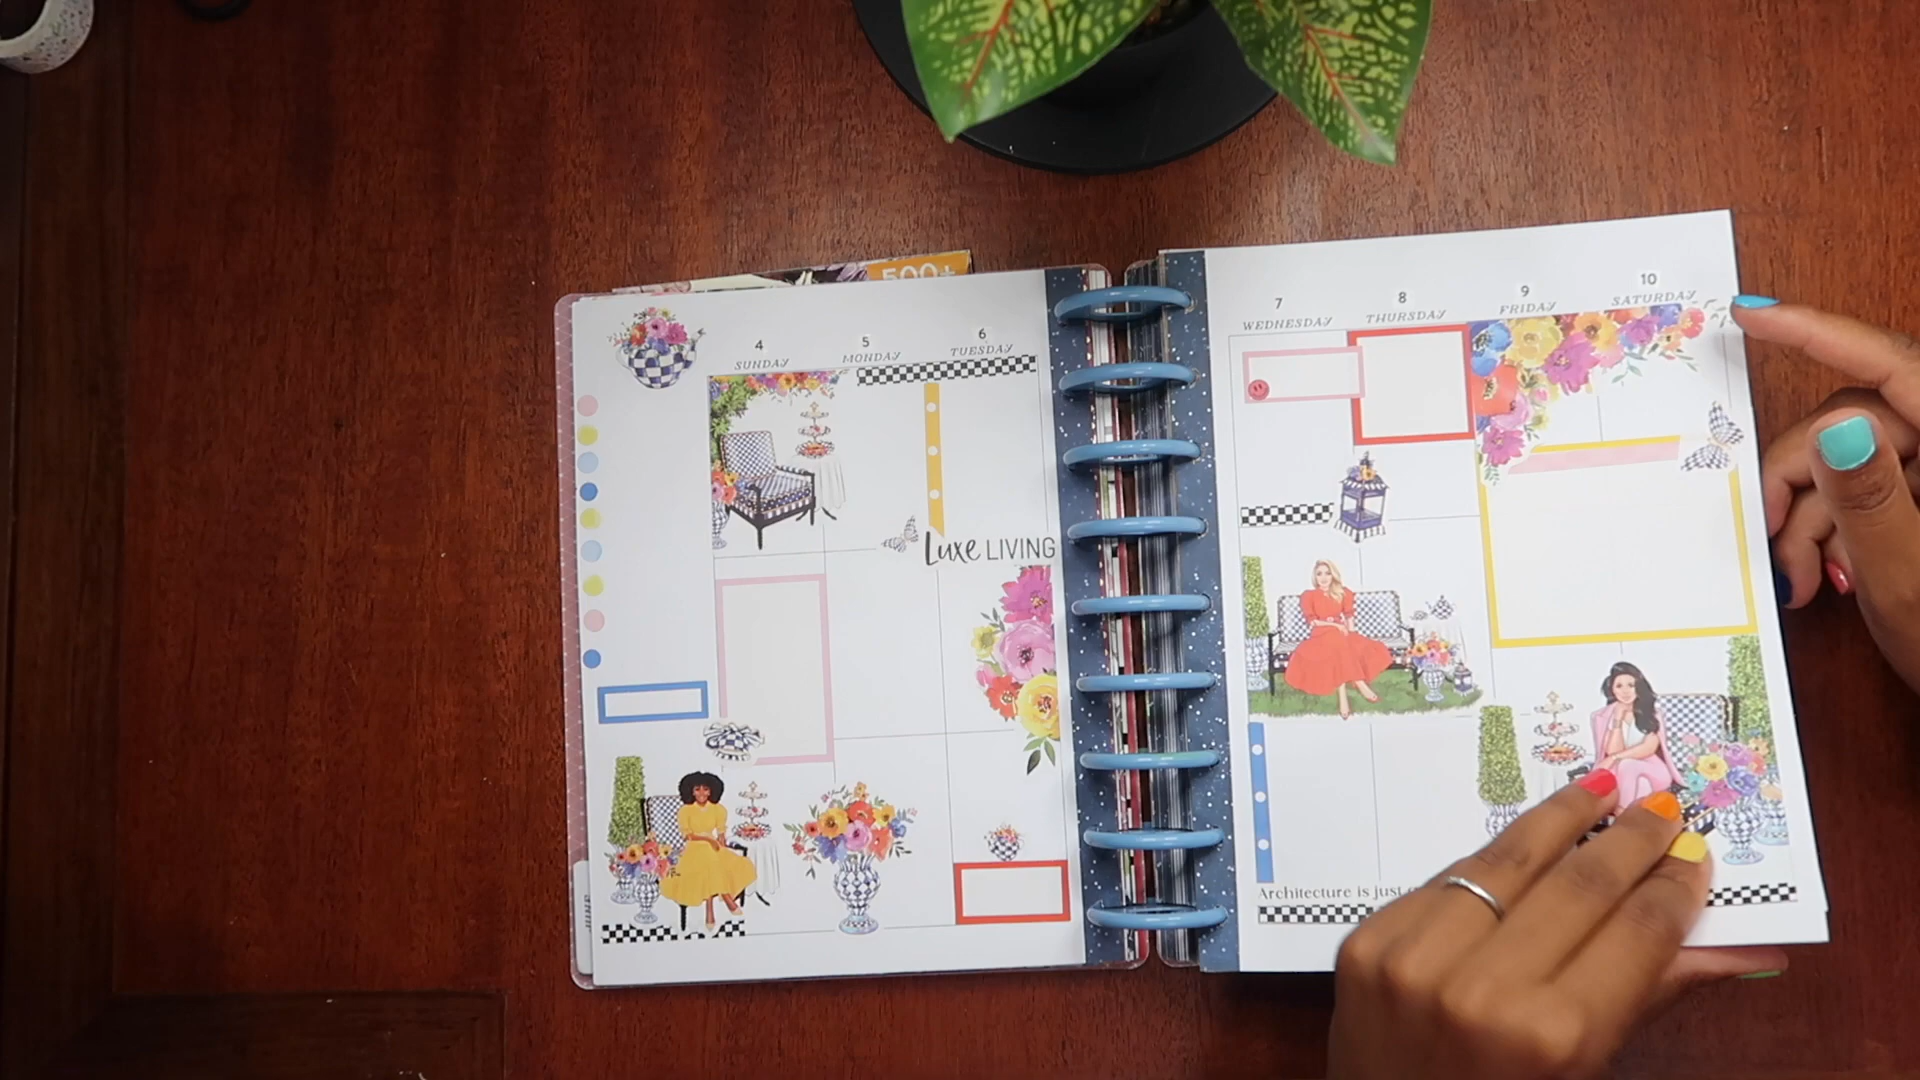 500+
4
SUNDAY
5
MONDAY
6
TUESDAY
Luxe LIVING
JUNE
7
WEDNESDAY
8
THURSDAY
9
FRIDAY
10
SATURDAY
Architecture is just